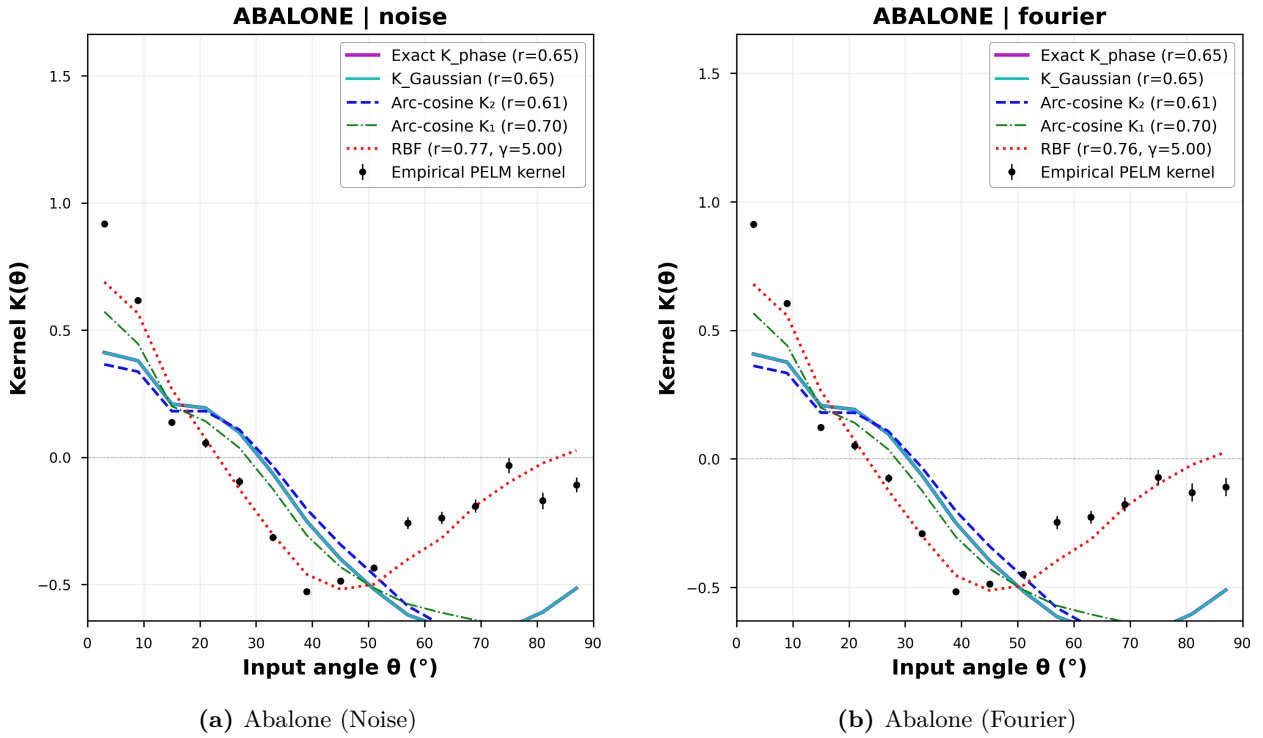 ABALONE | noise
Kernel K(θ)
1.5
1.0
0.5
0.0
−0.5
Exact K_phase (r=0.65)
K_Gaussian (r=0.65)
Arc-cosine K₂ (r=0.61)
Arc-cosine K₁ (r=0.70)
RBF (r=0.77, γ=5.00)
Empirical PELM kernel
0 10 20 30 40 50 60 70 80 90
Input angle θ (°)
(a) Abalone (Noise)
ABALONE | fourier
Kernel K(θ)
1.5
1.0
0.5
0.0
−0.5
Exact K_phase (r=0.65)
K_Gaussian (r=0.65)
Arc-cosine K₂ (r=0.61)
Arc-cosine K₁ (r=0.70)
RBF (r=0.76, γ=5.00)
Empirical PELM kernel
0 10 20 30 40 50 60 70 80 90
Input angle θ (°)
(b) Abalone (Fourier)